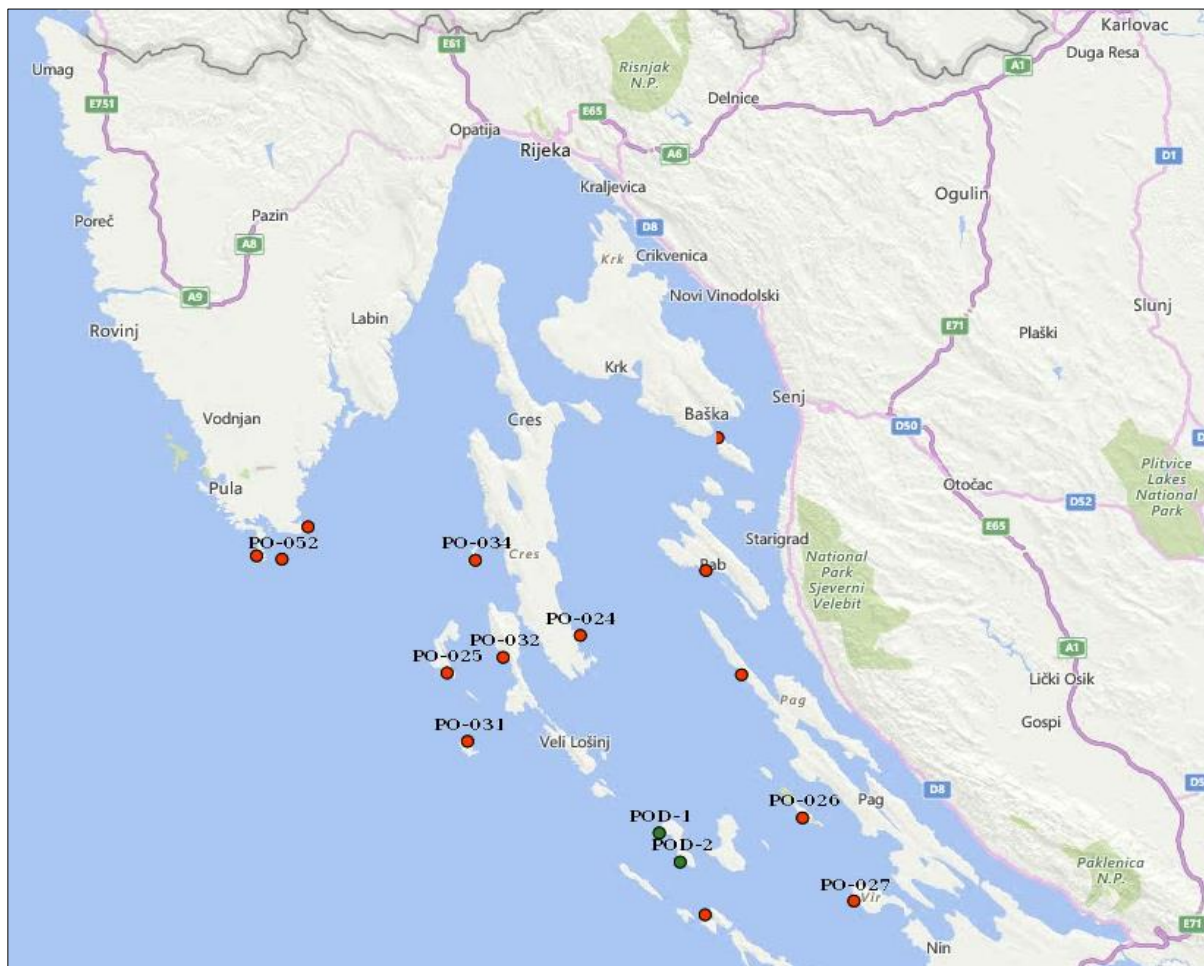 Karlovac
Umag
E61
Duga Resa
A1
Risnjak
N.P.
E751
Delnice
E65
Opatija
Rijeka
A6
D1
Kraljevica
Ogulin
Poreč
Pazin
A8
D8
Krk
Crikvenica
A9
Novi Vinodolski
Slunj
Rovinj
Labin
E71
Plaški
Krk
Senj
Vodnjan
Cres
Baška
D50
Plitvice
Lakes
National
Park
Pula
Otočac
D52
E65
PO-052
PO-034
Cres
Starigrad
Rab
National
Park
Sjeverni
Velebit
PO-024
PO-032
PO-025
A1
Lički Osik
Pag
PO-031
Veli Lošinj
Gospi
D8
PO-026
Pag
POD-1
POD-2
Paklenica
N.P.
PO-027
Vir
E71
Nin